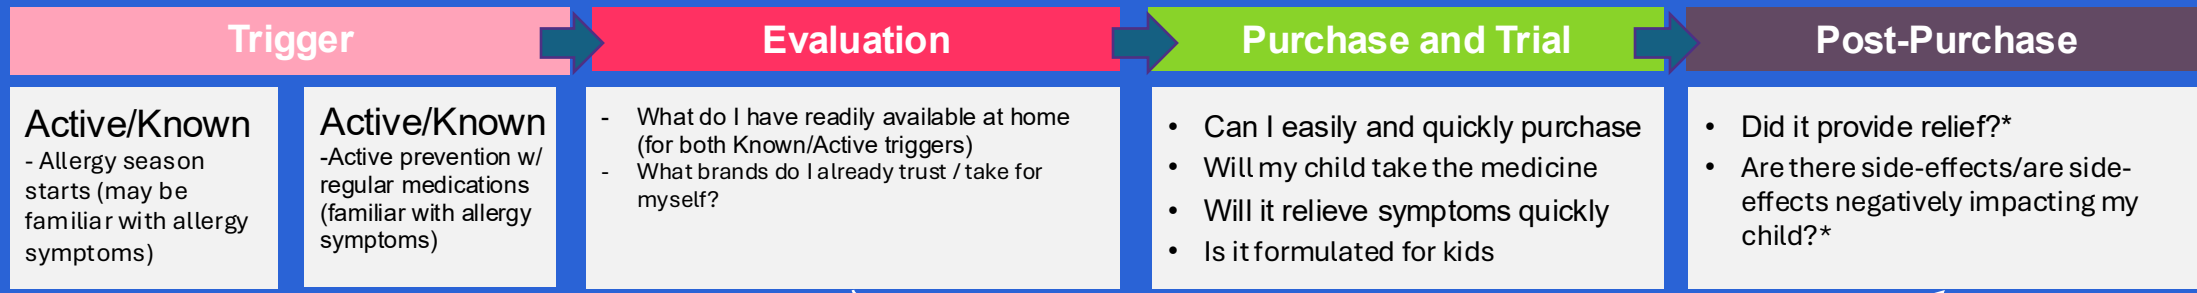 Trigger
Evaluation
Purchase and Trial
Post-Purchase
Active/Known
- Allergy season
starts (may be
familiar with allergy
symptoms)
Active/Known
-Active prevention w/
regular medications
(familiar with allergy
symptoms)
- What do I have readily available at home
(for both Known/Active triggers)
- What brands do I already trust / take for
myself?
• Can I easily and quickly purchase
• Will my child take the medicine
• Will it relieve symptoms quickly
• Is it formulated for kids
• Did it provide relief?*
• Are there side-effects/are side-
effects negatively impacting my
child?*